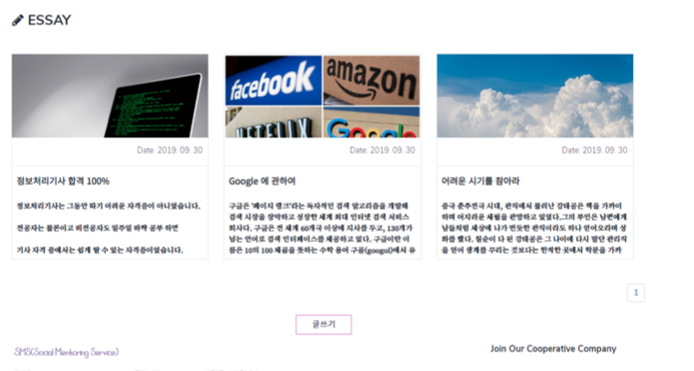 ESSAY
facebook
amazon
NETFLIX
Google
Date: 2019. 09. 30
Date: 2019. 09. 30
Date: 2019. 09. 30
정보처리기사 합격 100%
정보처리기사는 그동안 따기 어려운 자격증이 아니었습니다.
전공자는 물론이고 비전공자도 일주일 바짝 공부 하면
기사 자격 증에서는 쉽게 딸 수 있는 자격증이었습니다.
Google 에 관하여
구글은 '페이지 랭크'라는 독자적인 검색 알고리즘을 개발해
검색 시장을 장악하고 성장한 세계 최대 인터넷 검색 서비스
회사다. 구글은 전 세계 60개국 이상에 지사를 두고, 130개가
넘는 언어로 검색 인터페이스를 제공하고 있다. 구글이란 이
름은 10의 100 제곱을 뜻하는 수학 용어 구골(googol)에서 유
어려운 시기를 참아라
중국 춘추전국 시대, 관직에서 물러난 강태공은 책을 가까이
하며 어지러운 세월을 관망하고 있었다.그의 부인은 남편에게
남들처럼 세상에 나가 번듯한 관직이라도 하나 얻어오라며 성
화를 했다. 칠순이 다 된 강태공은 그 나이에 다시 말단 관리직
을 얻어 생계를 꾸리는 것보다는 한적한 곳에서 학문을 가까
1
글쓰기
SMS(Social Mentoring Service)
Join Our Cooperative Company